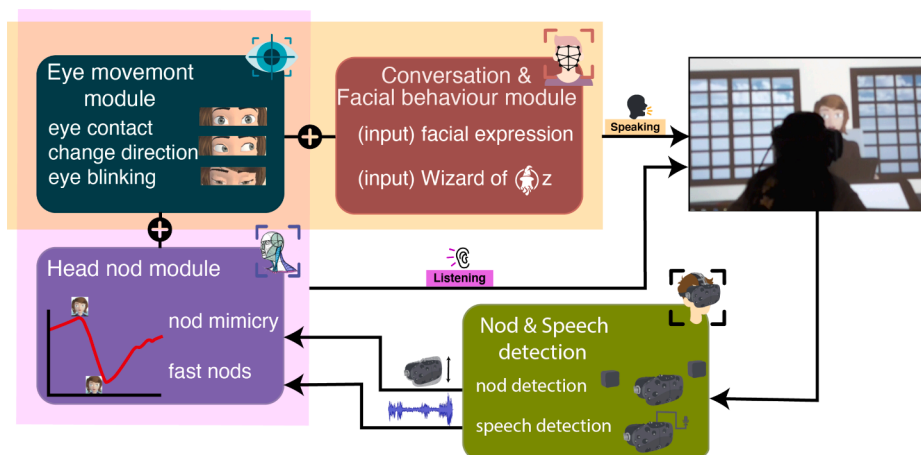 Eye movemont
module
eye contact
change direction
eye blinking
Conversation &
Facial behaviour module
(input) facial expression
(input) Wizard of z
Speaking
Head nod module
nod mimicry
fast nods
Listening
Nod & Speech
detection
nod detection
speech detection